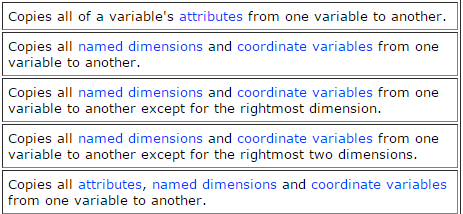 Copies all of a variable's attributes from one variable to another.
Copies all named dimensions and coordinate variables from one
variable to another.
Copies all named dimensions and coordinate variables from one
variable to another except for the rightmost dimension.
Copies all named dimensions and coordinate variables from one
variable to another except for the rightmost two dimensions.
Copies all attributes, named dimensions and coordinate variables
from one variable to another.